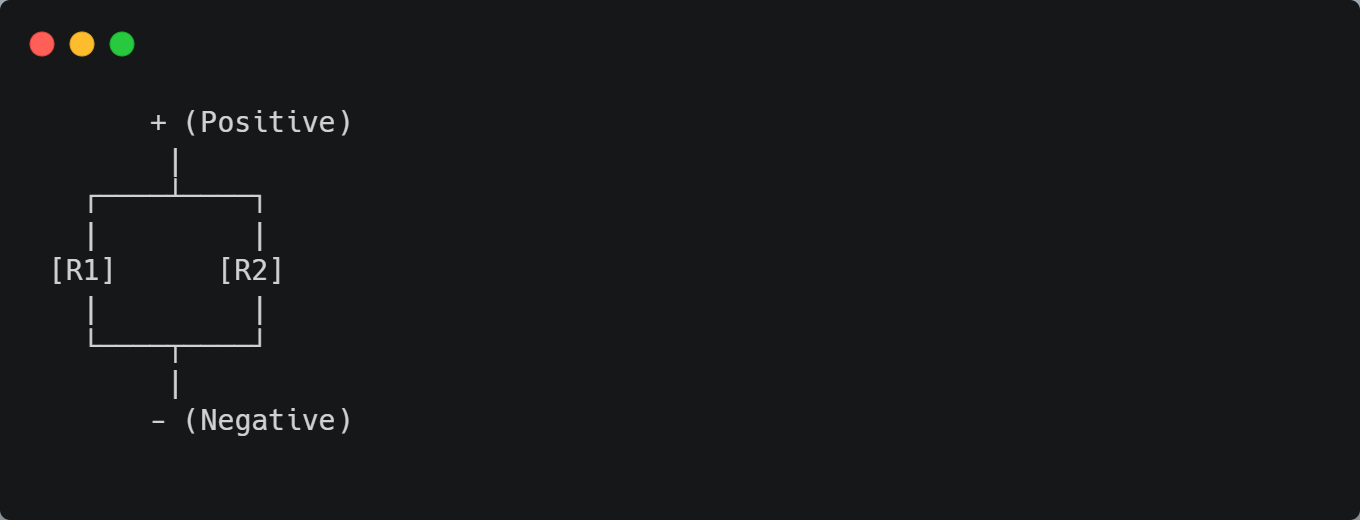 + (Positive)
[R1] [R2]
- (Negative)